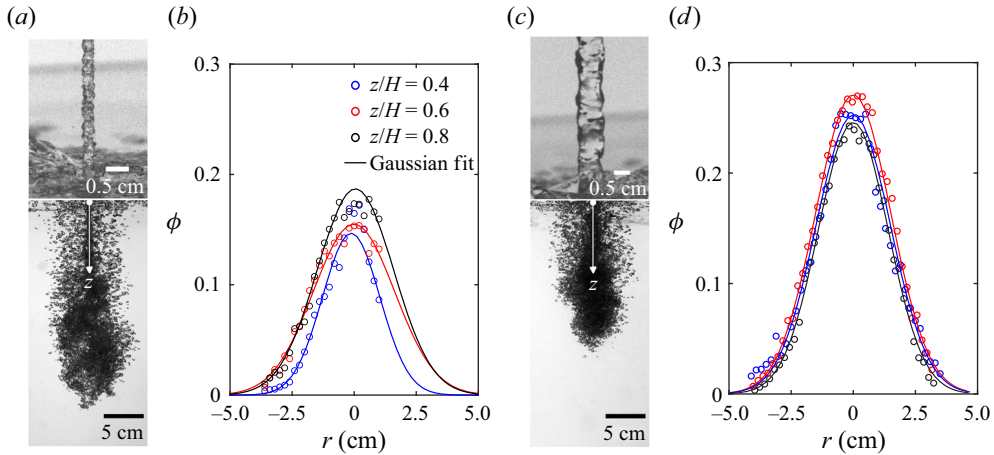 (a)
(b)
(c)
(d)
0.5 cm
z
5 cm
0.3
0.2
0.1
0
ϕ
z/H = 0.4
z/H = 0.6
z/H = 0.8
Gaussian fit
−5.0 −2.5 0 2.5 5.0
r (cm)
0.5 cm
z
5 cm
0.3
0.2
0.1
0
ϕ
−5.0 −2.5 0 2.5 5.0
r (cm)